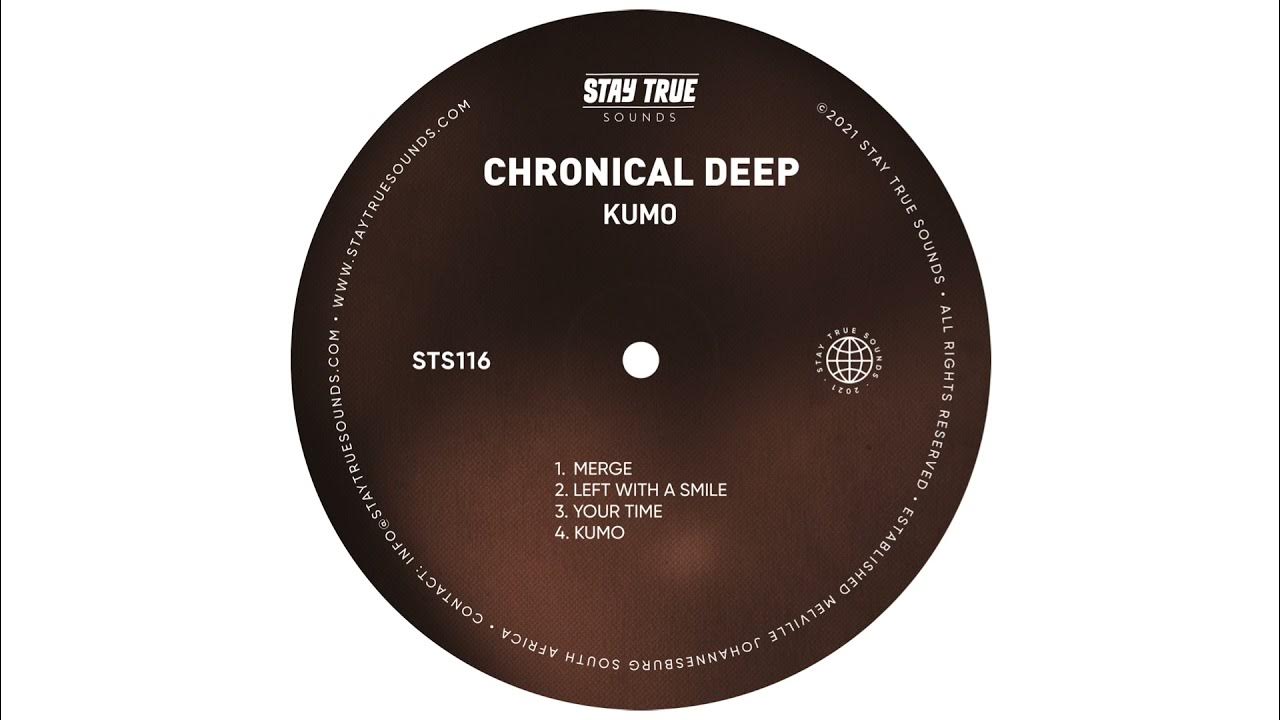 STAY TRUE
SOUNDS
CHRONICAL DEEP
KUMO
STS116
STAY TRUE SOUNDS · 2021 ·
1. MERGE
2. LEFT WITH A SMILE
3. YOUR TIME
4. KUMO
©2021 STAY TRUE SOUNDS • ALL RIGHTS RESERVED • ESTABLISHED MELVILLE JOHANNESBURG SOUTH AFRICA • CONTACT: INFO@STAYTRUESOUNDS.COM • WWW.STAYTRUESOUNDS.COM